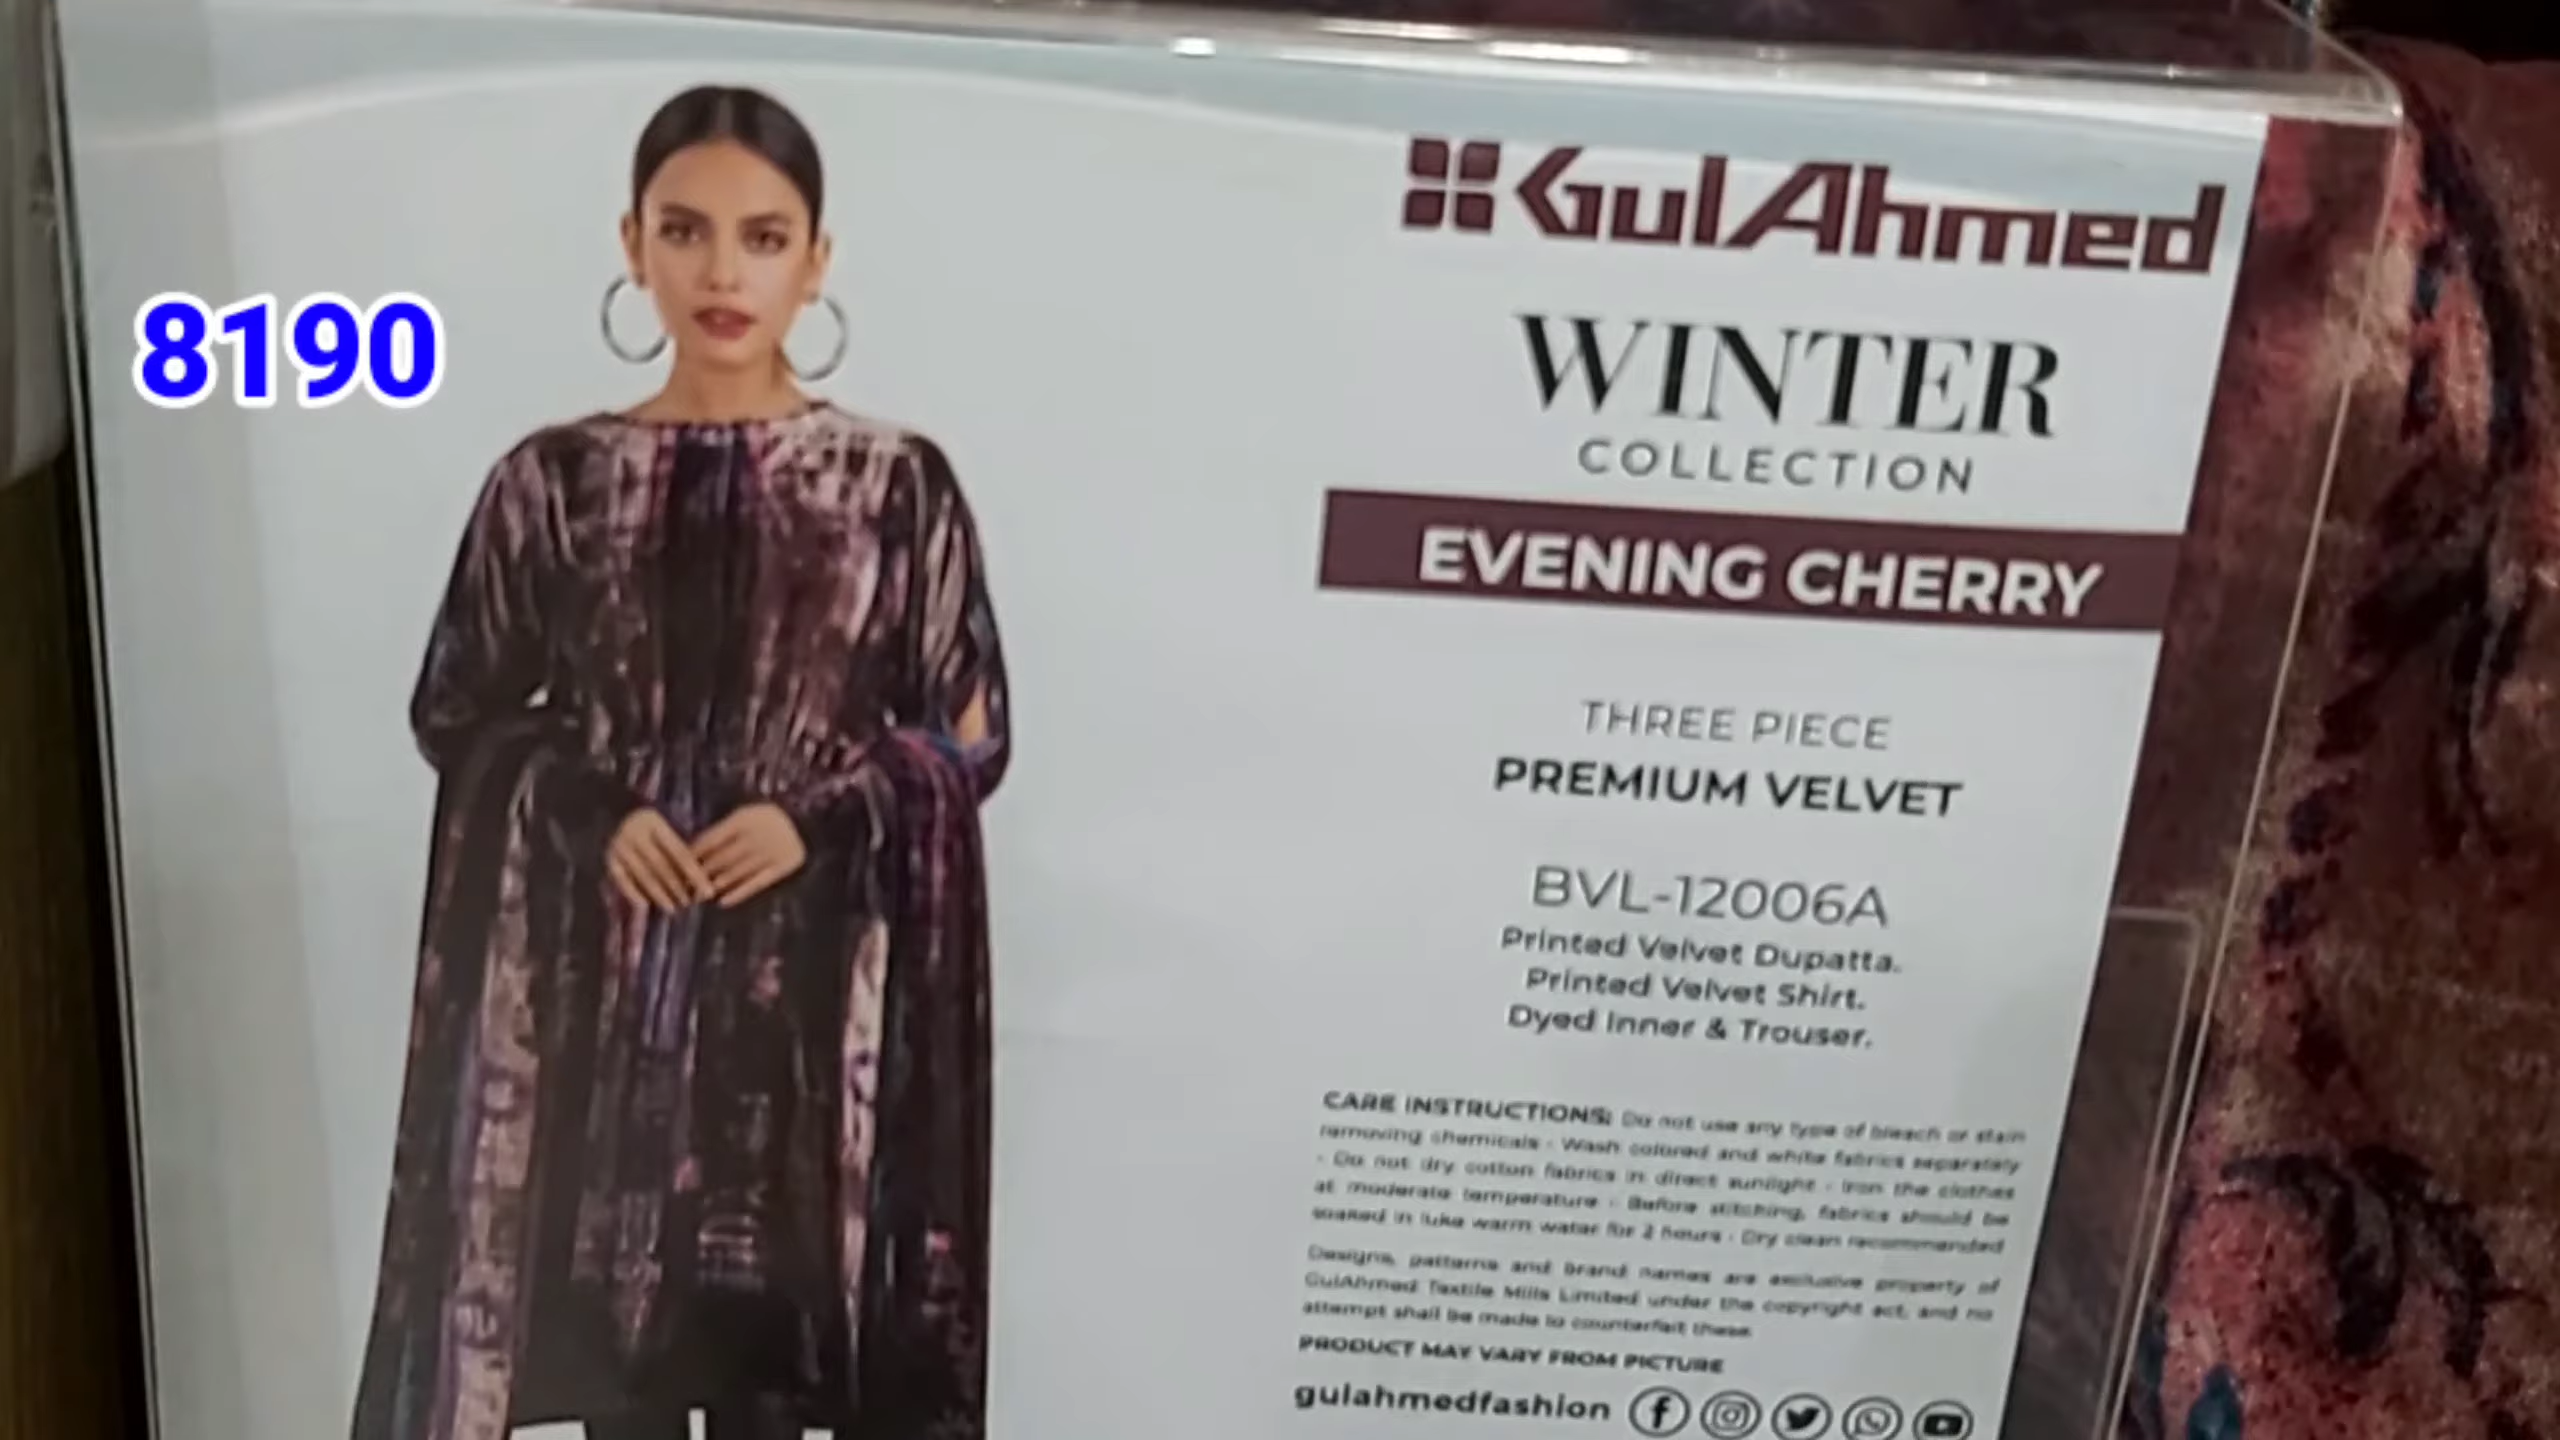 8190
GulAhmed
WINTER
COLLECTION
EVENING CHERRY
THREE PIECE
PREMIUM VELVET
BVL-12006A
Printed Velvet Dupatta.
Printed Velvet Shirt.
Dyed Inner & Trouser.
CARE INSTRUCTIONS: Do not use any type of bleach or stain
removing chemicals - Wash colored and white fabrics separately
- Do not dry cotton fabrics in direct sunlight - Iron the clothes
at moderate temperature - Before stitching, fabrics should be
soaked in luke warm water for 2 hours - Dry clean recommended
Designs, patterns and brand names are exclusive property of
GulAhmed Textile Mills Limited under the copyright act, and no
attempt shall be made to counterfeit these.
PRODUCT MAY VARY FROM PICTURE
gulahmedfashion